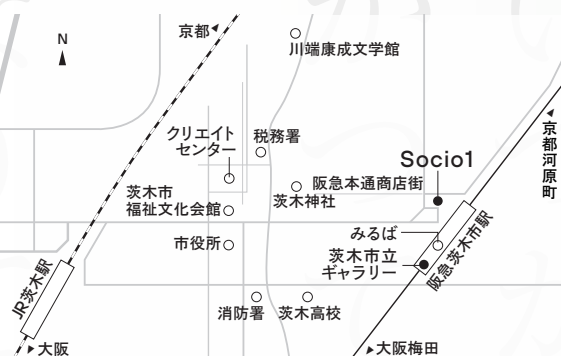 京都
川端康成文学館
N
京都河原町
クリエイト
センター
税務署
Socio1
阪急本通商店街
茨木市
福祉文化会館
茨木神社
みるば
市役所
茨木市立
ギャラリー
阪急茨木市駅
JR茨木駅
消防署
茨木高校
大阪
大阪梅田